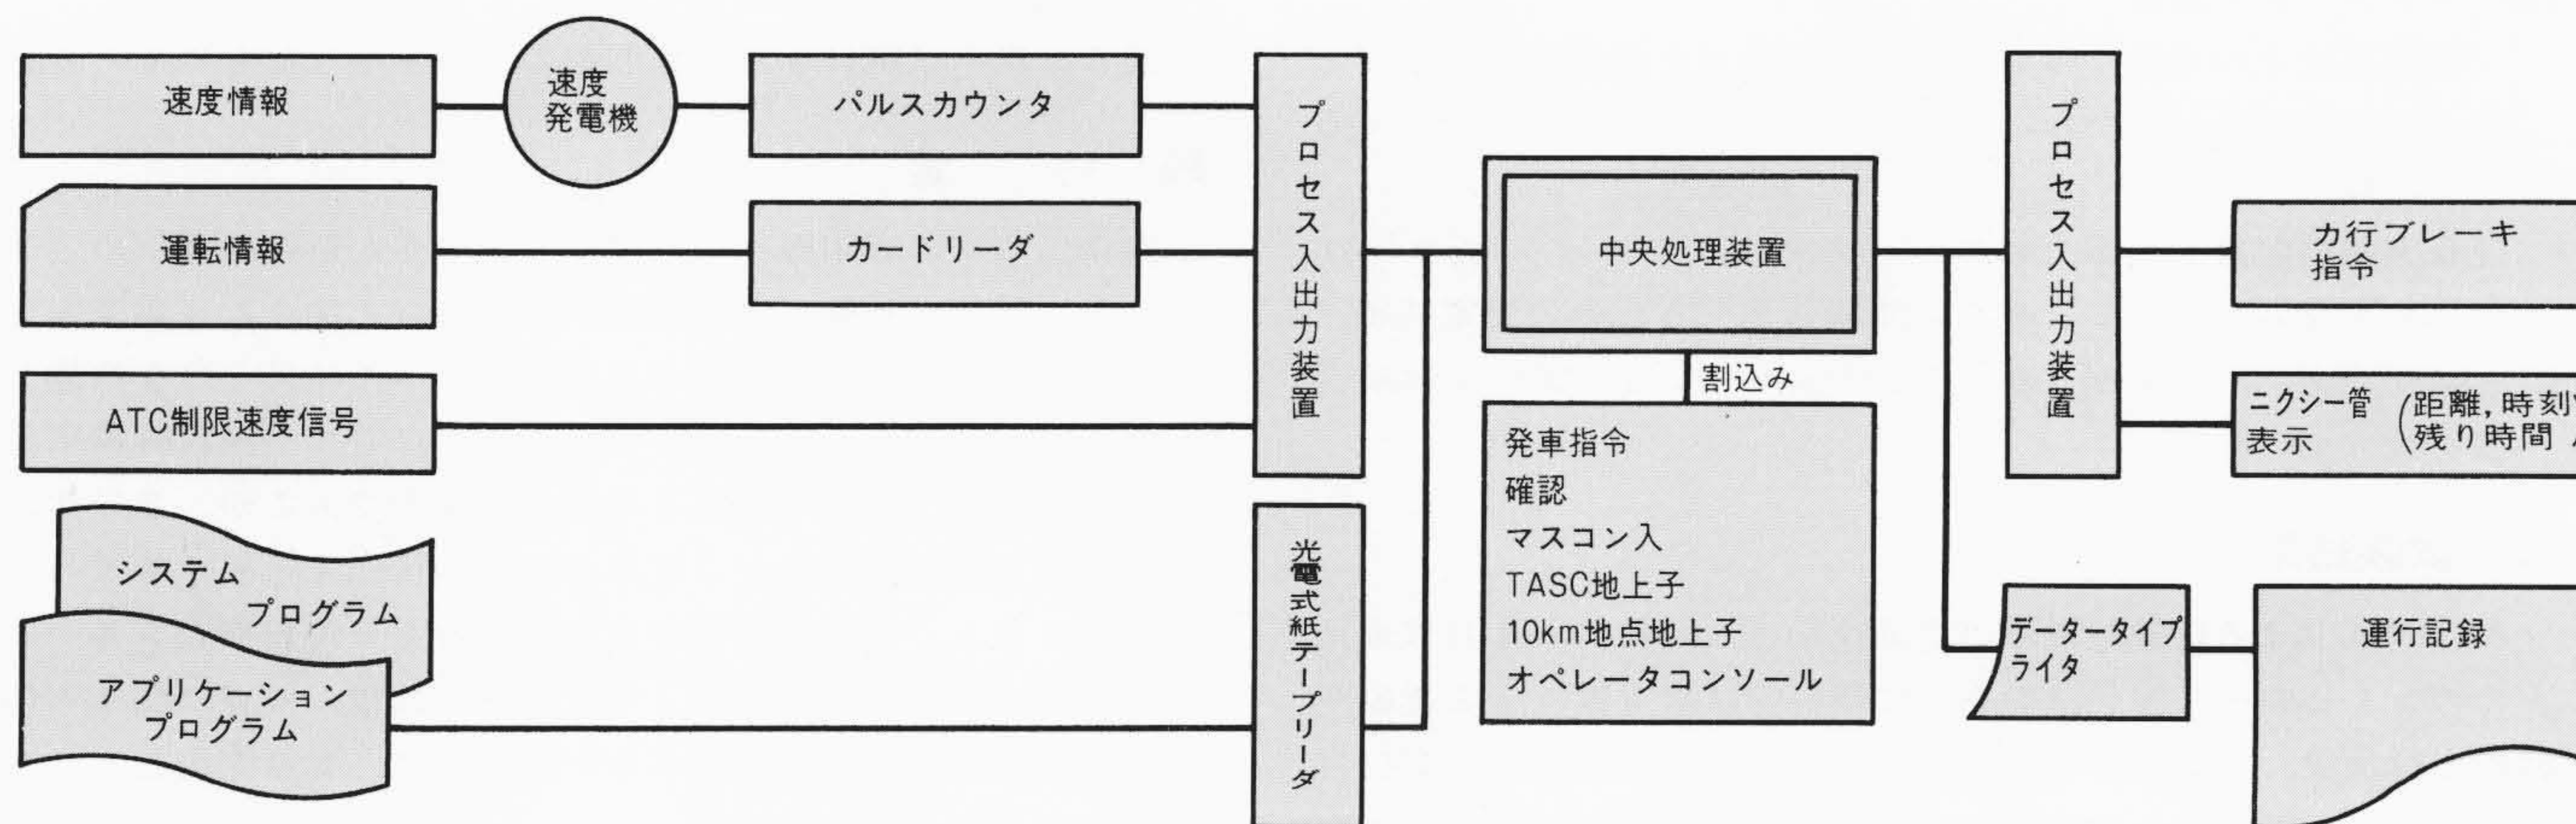 速度情報
速度
発電機
パルスカウンタ
プロセス入出力装置
運転情報
カードリーダ
ATC制限速度信号
システム
プログラム
アプリケーション
プログラム
光電式紙テープリーダ
中央処理装置
割込み
発車指令
確認
マスコン入
TASC地上子
10km地点地上子
オペレータコンソール
プロセス入出力装置
力行ブレーキ
指令
ニクシー管
表示
(距離,時刻
残り時間
データータイプ
ライタ
運行記録